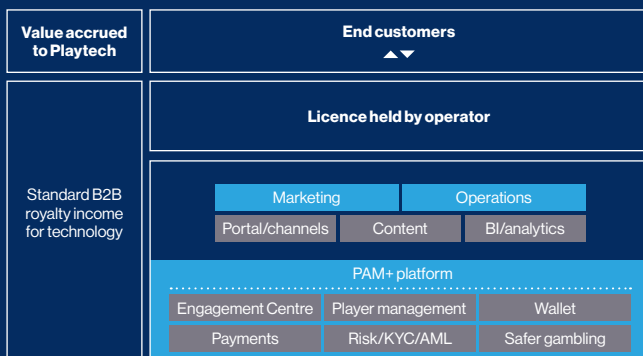 Value accrued
to Playtech
End customers
Licence held by operator
Standard B2B
royalty income
for technology
Marketing
Operations
Portal/channels
Content
BI/analytics
PAM+ platform
Engagement Centre
Player management
Wallet
Payments
Risk/KYC/AML
Safer gambling